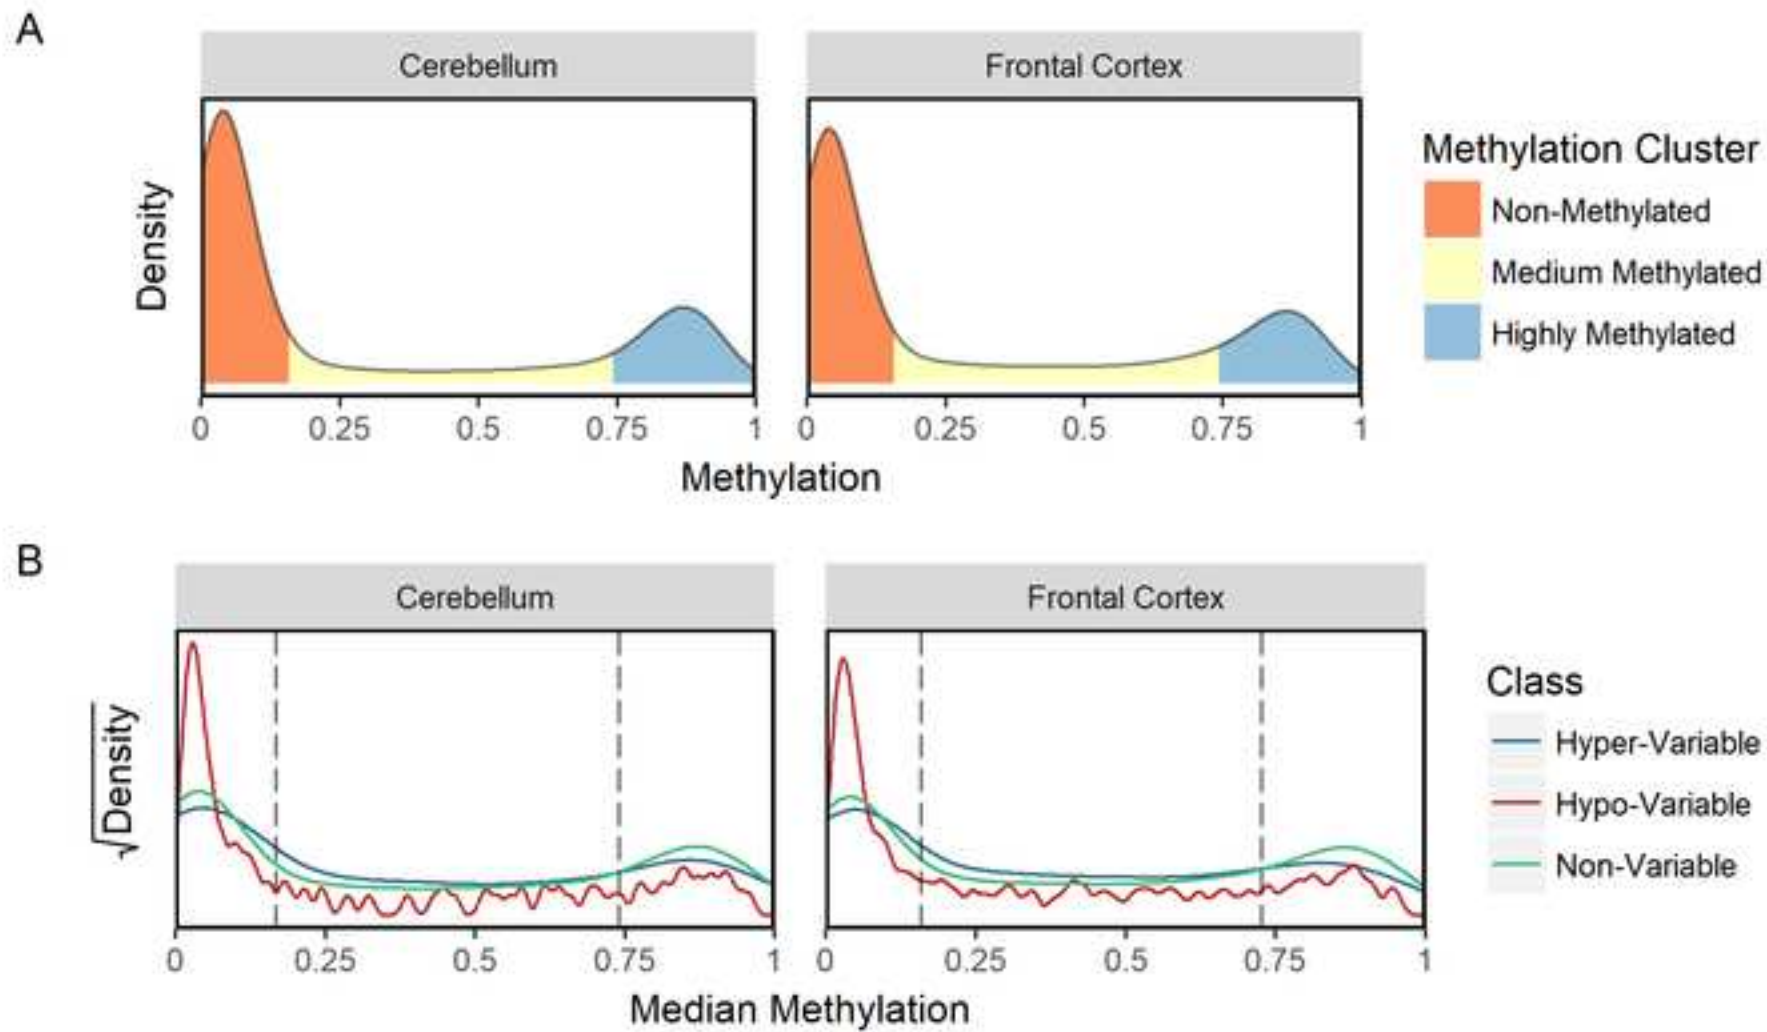 A
Cerebellum
Frontal Cortex
Density
0 0.25 0.5 0.75 1
0 0.25 0.5 0.75 1
Methylation
Methylation Cluster
Non-Methylated
Medium Methylated
Highly Methylated
B
Cerebellum
Frontal Cortex
√Density
0 0.25 0.5 0.75 1
0 0.25 0.5 0.75 1
Median Methylation
Class
Hyper-Variable
Hypo-Variable
Non-Variable